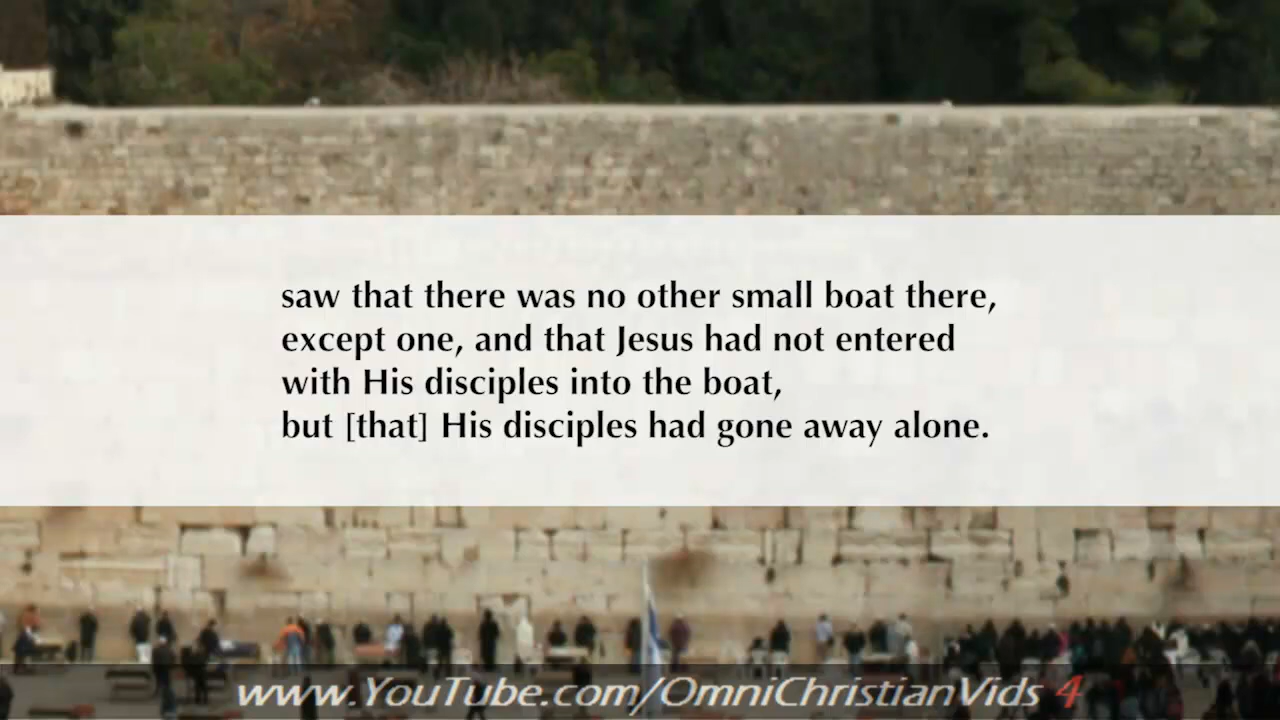 saw that there was no other small boat there,
except one, and that Jesus had not entered
with His disciples into the boat,
but [that] His disciples had gone away alone.
www.YouTube.com/OmniChristianVids 4